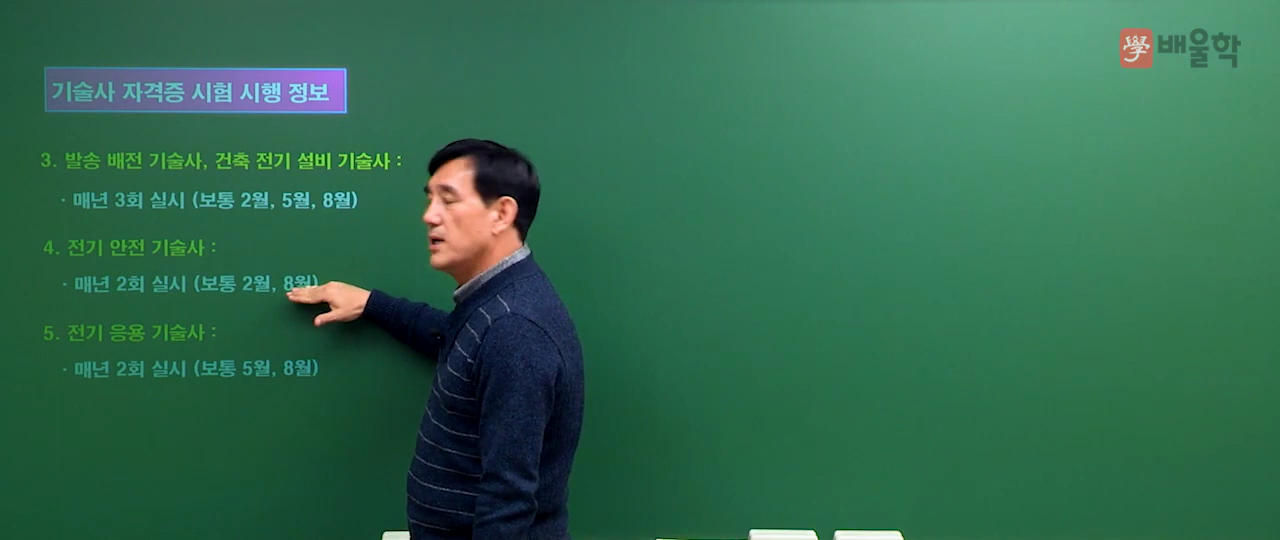 學 배울학
기술사 자격증 시험 시행 정보
3. 발송 배전 기술사, 건축 전기 설비 기술사 :
· 매년 3회 실시 (보통 2월, 5월, 8월)
4. 전기 안전 기술사 :
· 매년 2회 실시 (보통 2월, 8월)
5. 전기 응용 기술사 :
· 매년 2회 실시 (보통 5월, 8월)